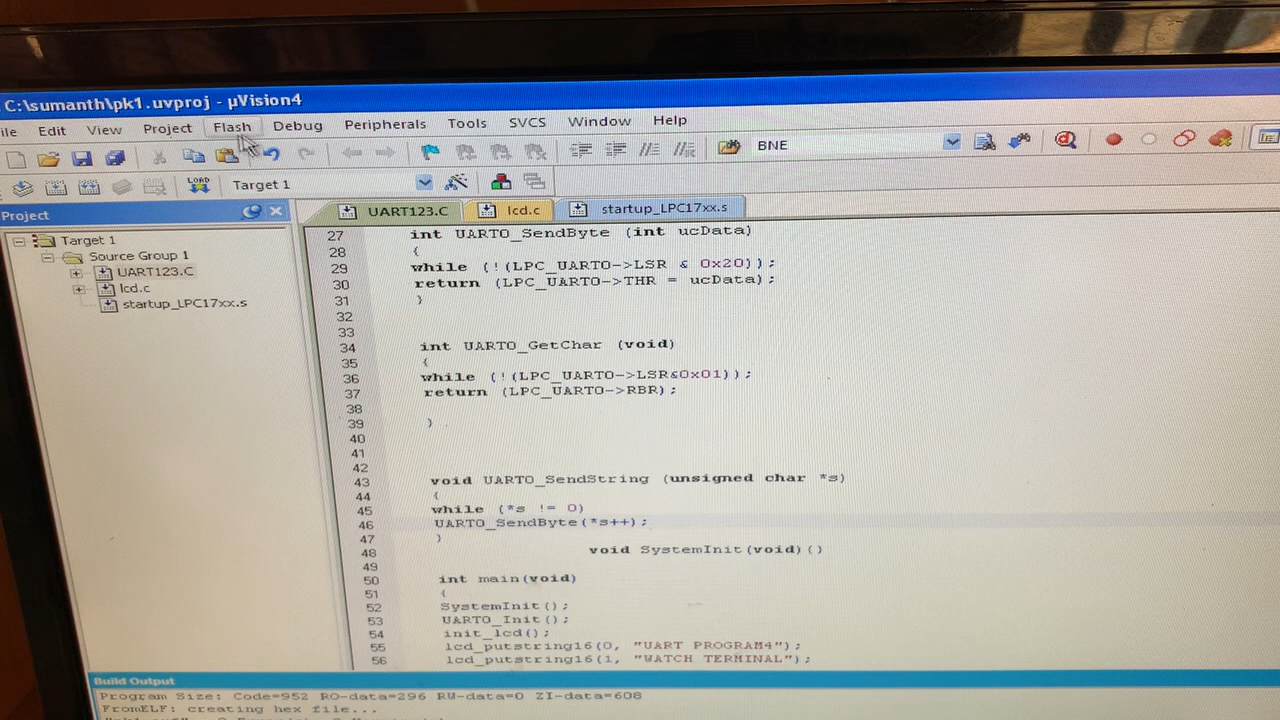 C:\sumanth\pk1.uvproj - µVision4
ile Edit View Project Flash Debug Peripherals Tools SVCS Window Help
BNE
LOAD Target 1
Project
UART123.C lcd.c startup_LPC17xx.s
Target 1
Source Group 1
UART123.C
lcd.c
startup_LPC17xx.s
27 int UART0_SendByte (int ucData)
28 {
29 while (!(LPC_UART0->LSR & 0x20));
30 return (LPC_UART0->THR = ucData);
31 }
32
33
34 int UART0_GetChar (void)
35 {
36 while (!(LPC_UART0->LSR&0x01));
37 return (LPC_UART0->RBR);
38
39 }
40
41
42
43 void UART0_SendString (unsigned char *s)
44 {
45 while (*s != 0)
46 UART0_SendByte(*s++);
47 }
48 void SystemInit(void){}
49
50 int main(void)
51 {
52 SystemInit();
53 UART0_Init();
54 init_lcd();
55 lcd_putstring16(0, "UART PROGRAM4");
56 lcd_putstring16(1, "WATCH TERMINAL");
Build Output
Program Size: Code=952 RO-data=296 RW-data=0 ZI-data=608
FromELF: creating hex file...